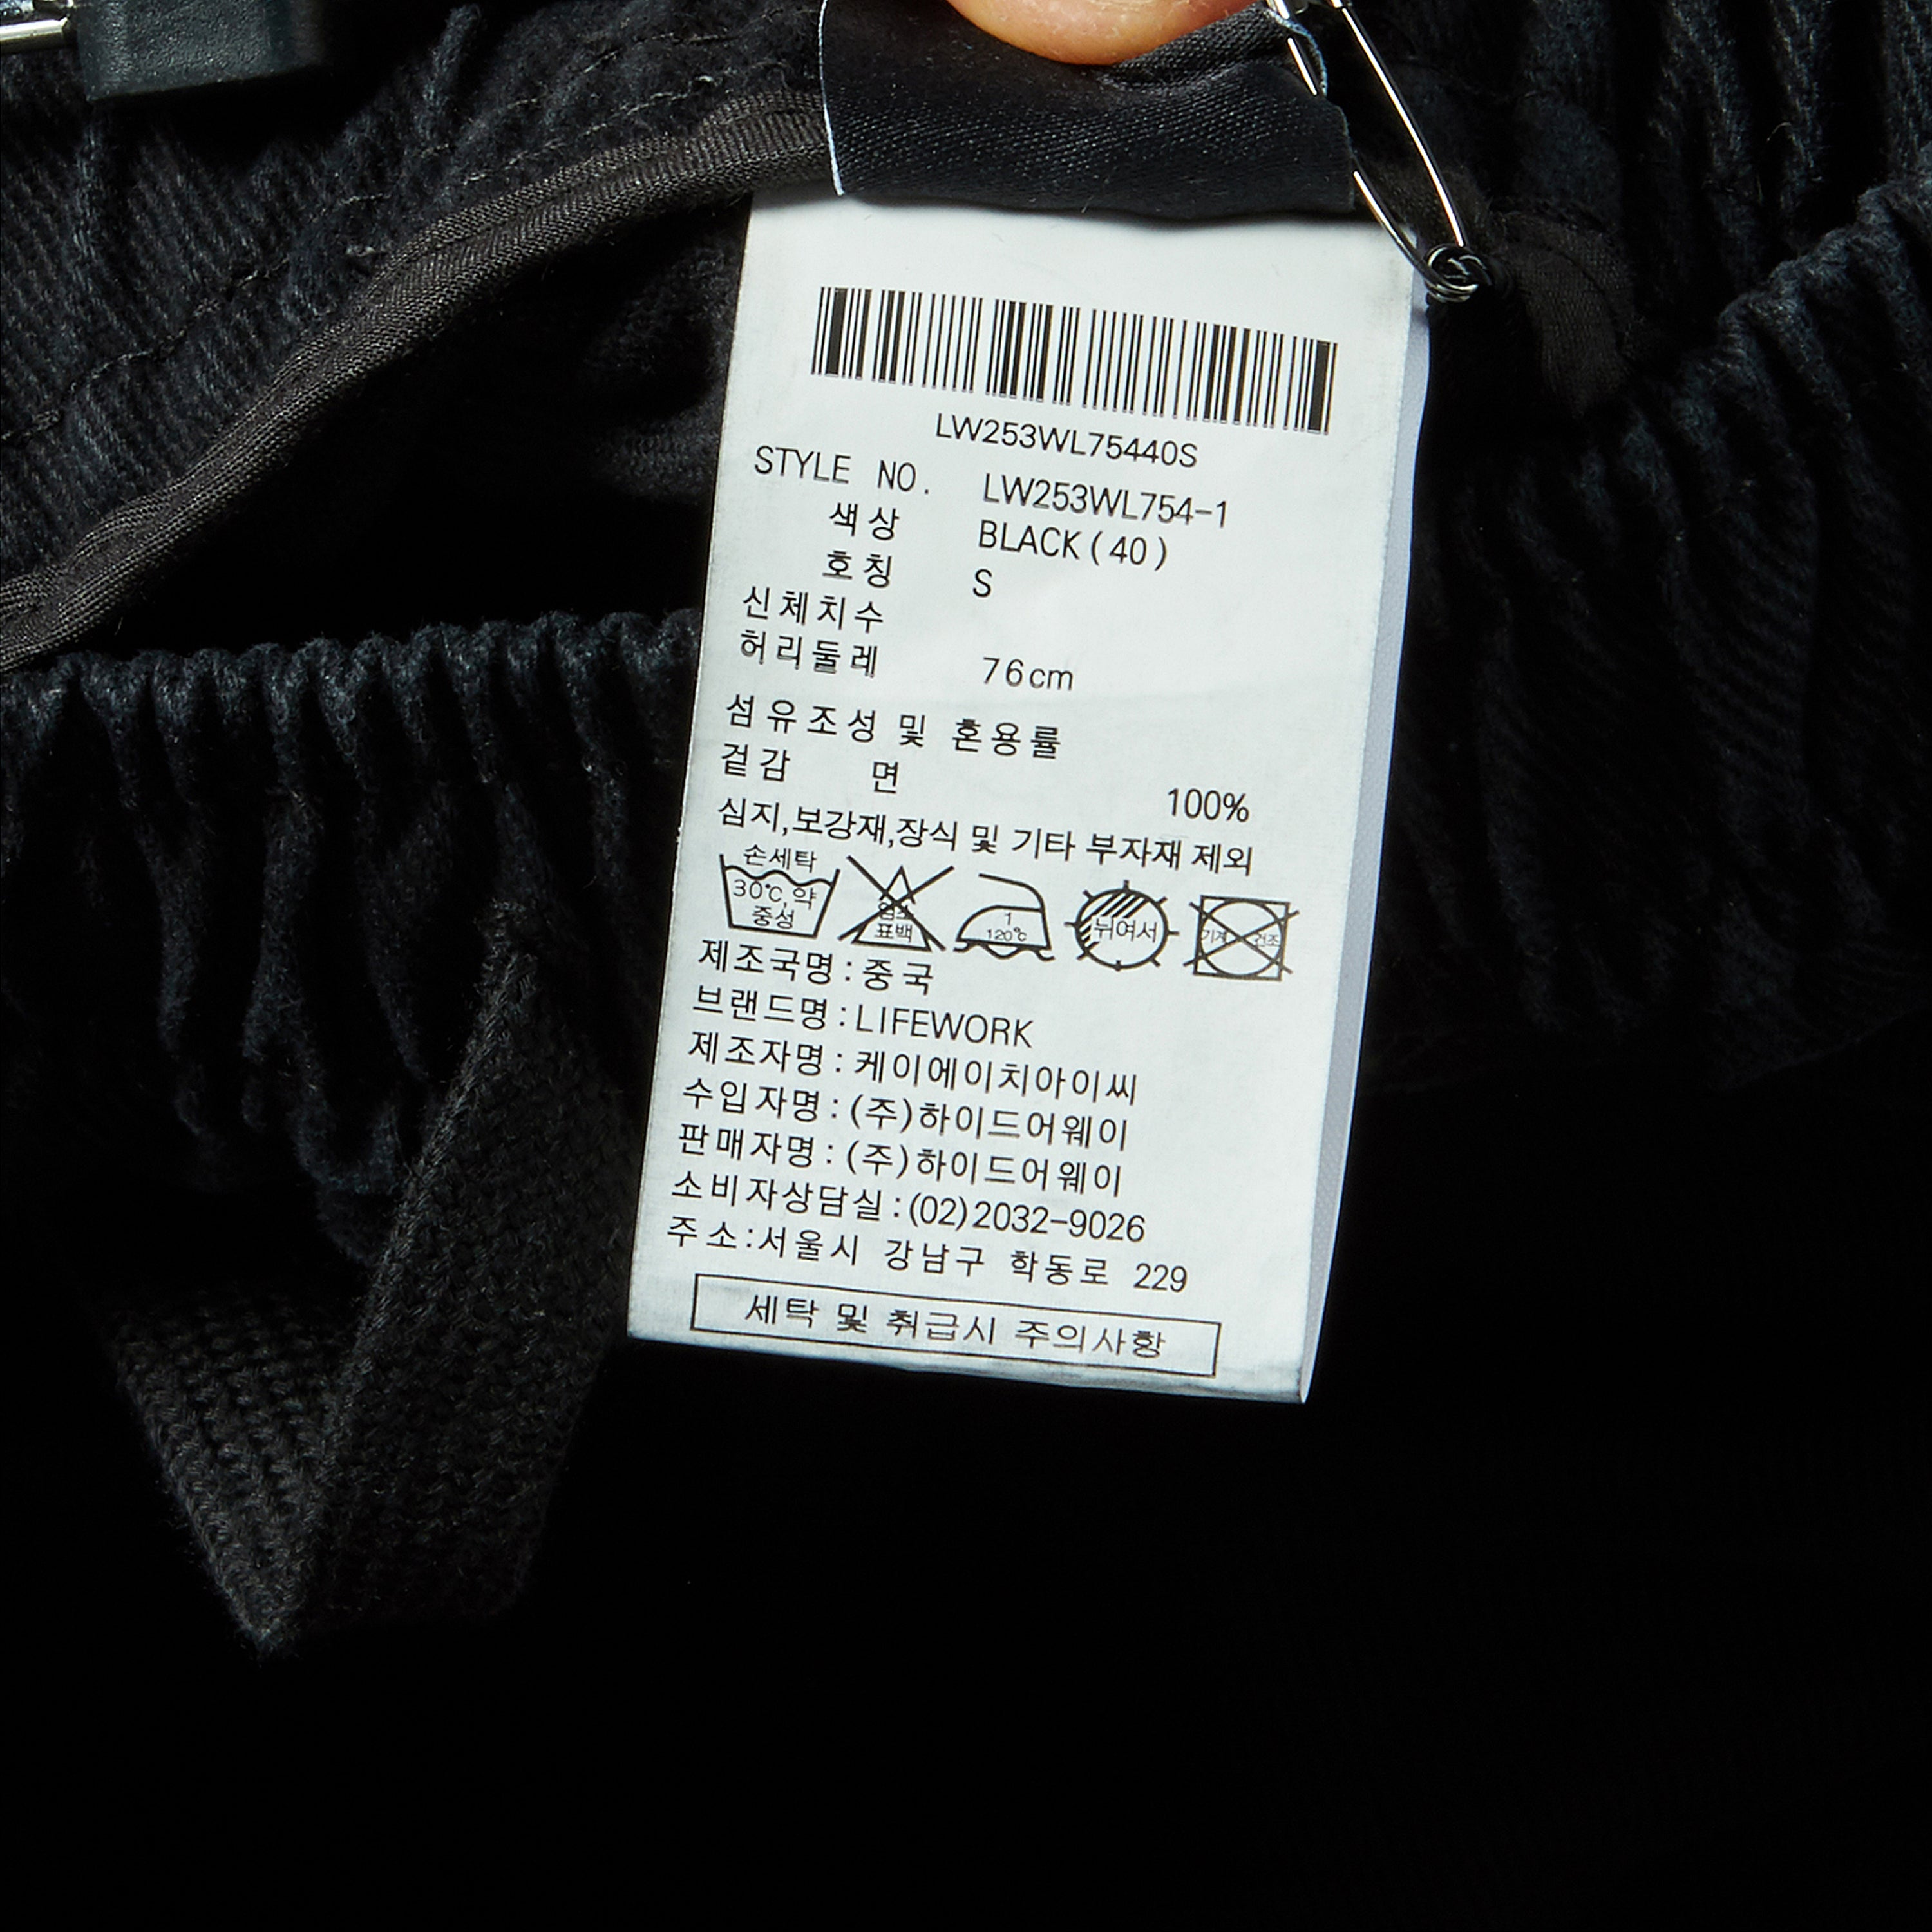 LW253WL75440S
STYLE NO. LW253WL754-1
색상 BLACK(40)
호칭 S
신체치수
허리둘레 76cm
섬유조성 및 혼용률
겉감 면 100%
심지,보강재,장식 및 기타 부자재 제외
손세탁
30℃,약
중성
염소
표백
1
120℃
뉘여서
기계 건조
제조국명:중국
브랜드명:LIFEWORK
제조자명:케이에이치아이씨
수입자명:(주)하이드어웨이
판매자명:(주)하이드어웨이
소비자상담실:(02)2032-9026
주소:서울시 강남구 학동로 229
세탁 및 취급시 주의사항